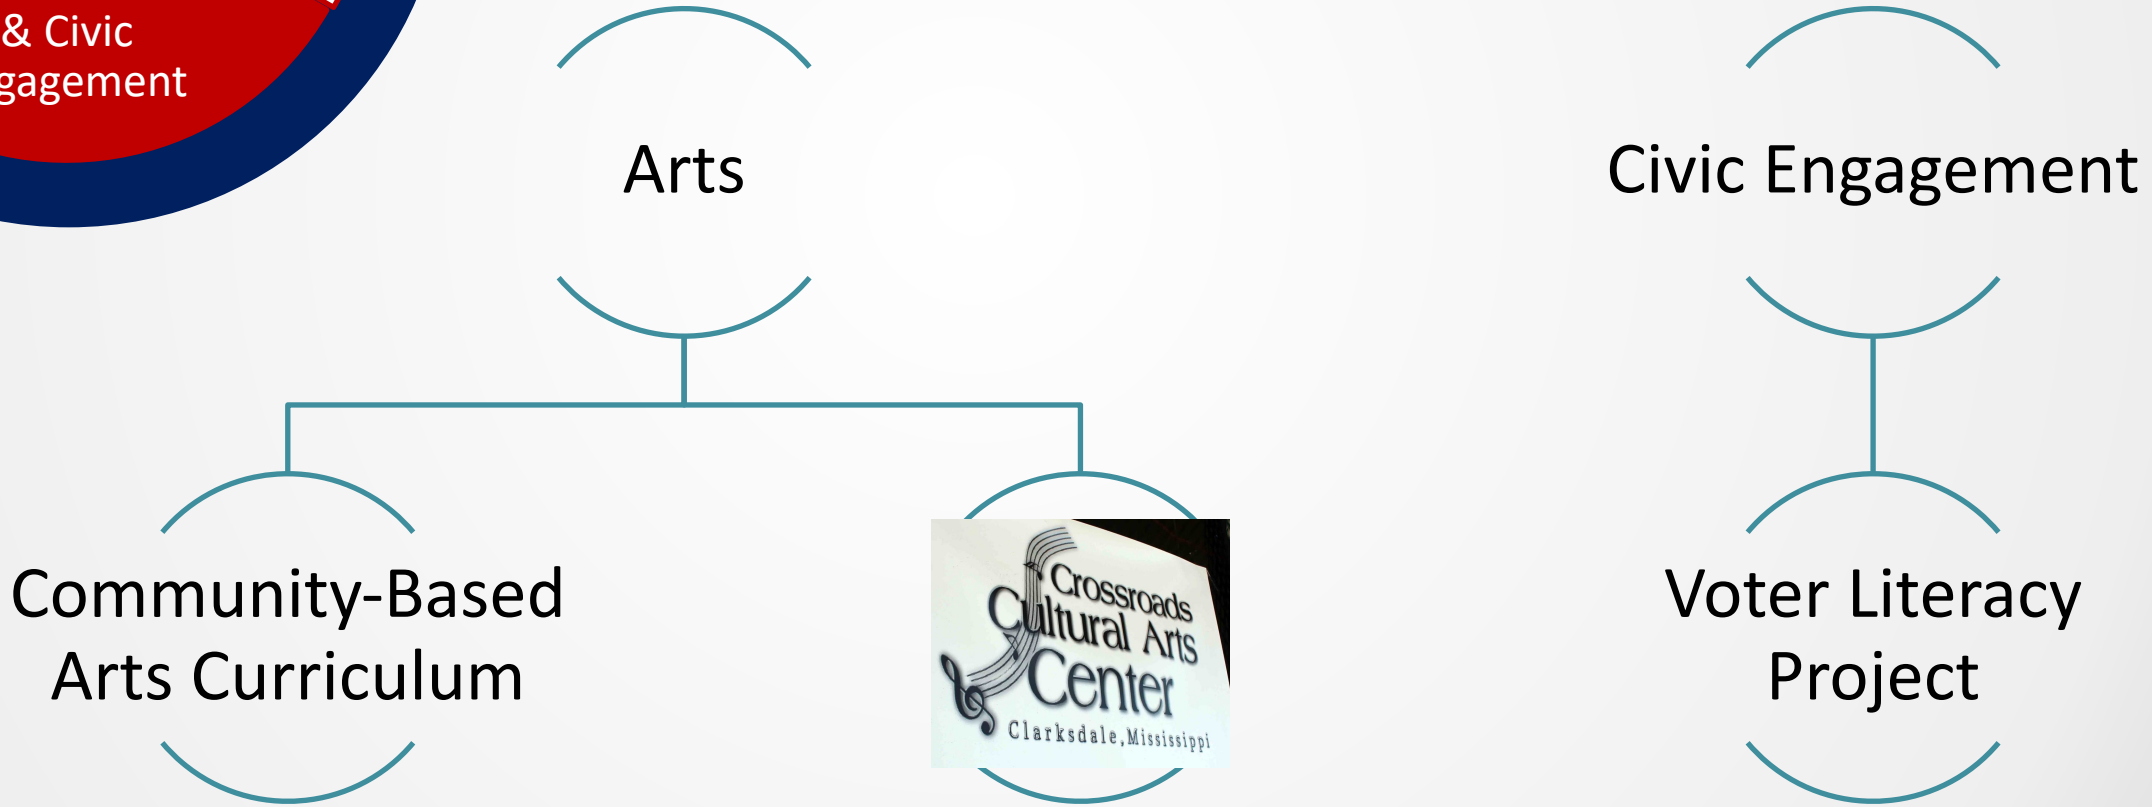 & Civic
gagement
Arts
Civic Engagement
Community-Based
Arts Curriculum
Crossroads
Cultural Arts
Center
Clarksdale, Mississippi
Voter Literacy
Project